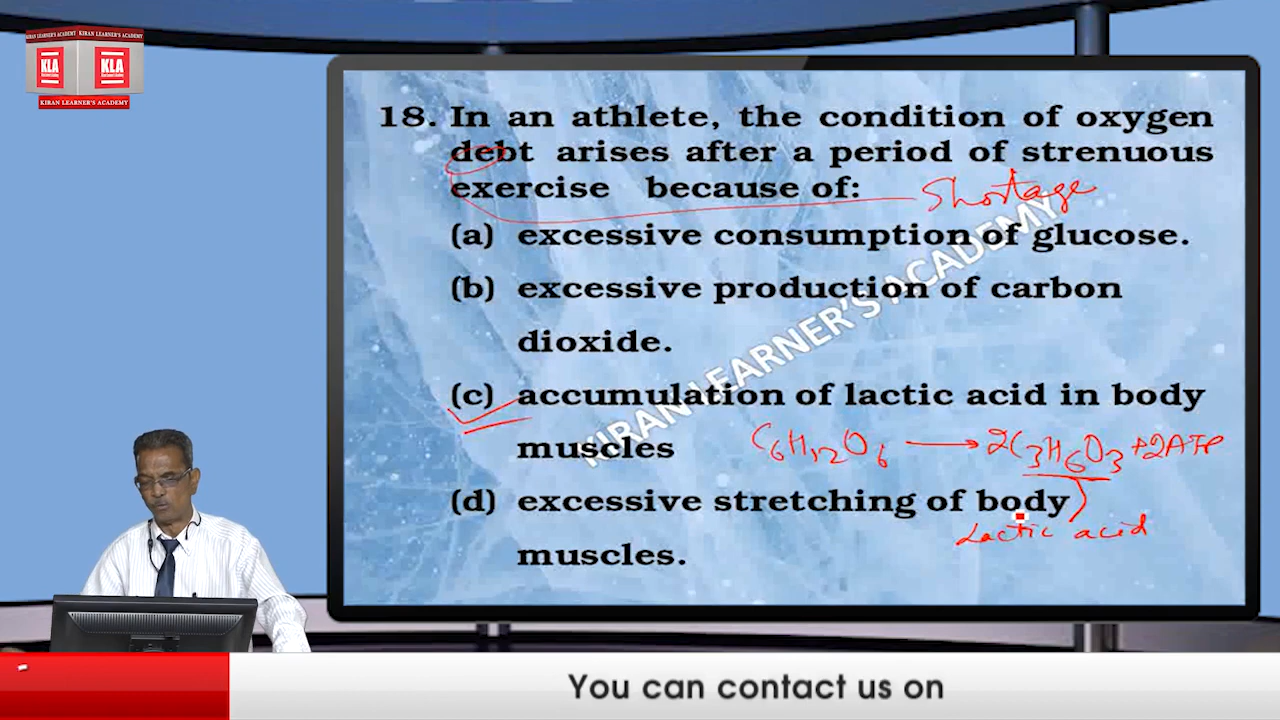 KIRAN LEARNER'S ACADEMY KIRAN LEARNER'S ACADEMY
KLA KLA
KIRAN LEARNER'S ACADEMY
18. In an athlete, the condition of oxygen
debt arises after a period of strenuous
exercise because of:
Shortage
(a) excessive consumption of glucose.
(b) excessive production of carbon
dioxide.
(c) accumulation of lactic acid in body
muscles
C6H12O6 → 2C3H6O3 + 2ATP
(d) excessive stretching of body
Lactic acid
muscles.
KIRAN LEARNER'S ACADEMY
You can contact us on